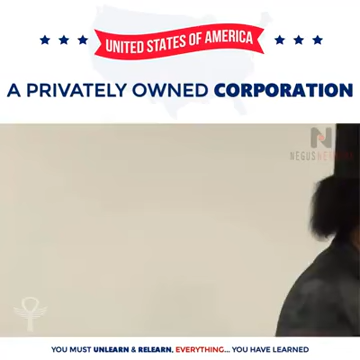 UNITED STATES OF AMERICA
A PRIVATELY OWNED CORPORATION
N
YOU MUST UNLEARN & RELEARN, EVERYTHING... YOU HAVE LEARNED